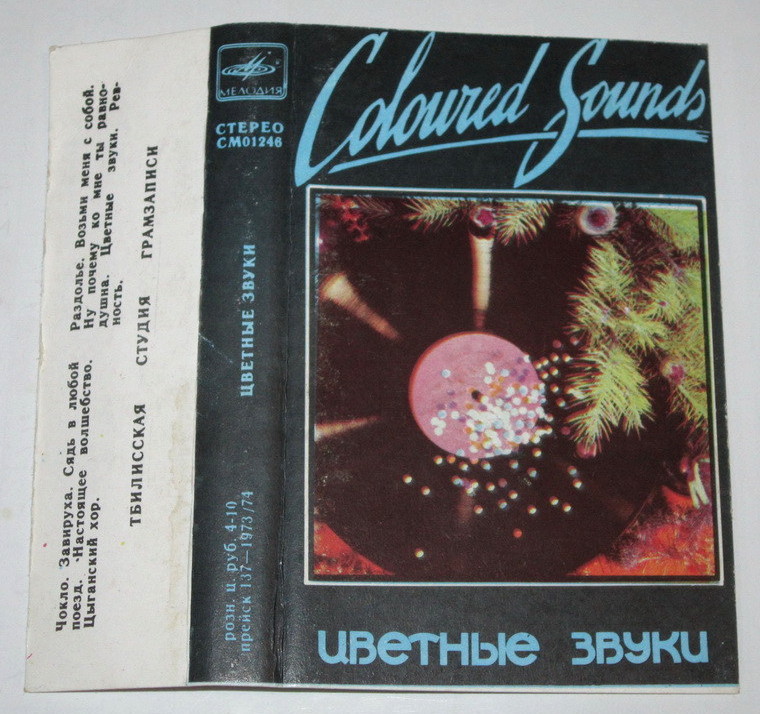 Чокло. Завируха. Сядь в любой
поезд. Настоящее волшебство.
Цыганский хор.
Раздолье. Возьми меня с собой.
Ну почему ко мне ты равно-
душна. Цветные звуки. Рев-
ность.
ТБИЛИССКАЯ СТУДИЯ ГРАМЗАПИСИ
МЕЛОДИЯ
СТЕРЕО
СМ01246
ЦВЕТНЫЕ ЗВУКИ
розн. ц. руб. 4-10
прейск 137—1973/74
Coloured Sounds
ЦВЕТНЫЕ ЗВУКИ